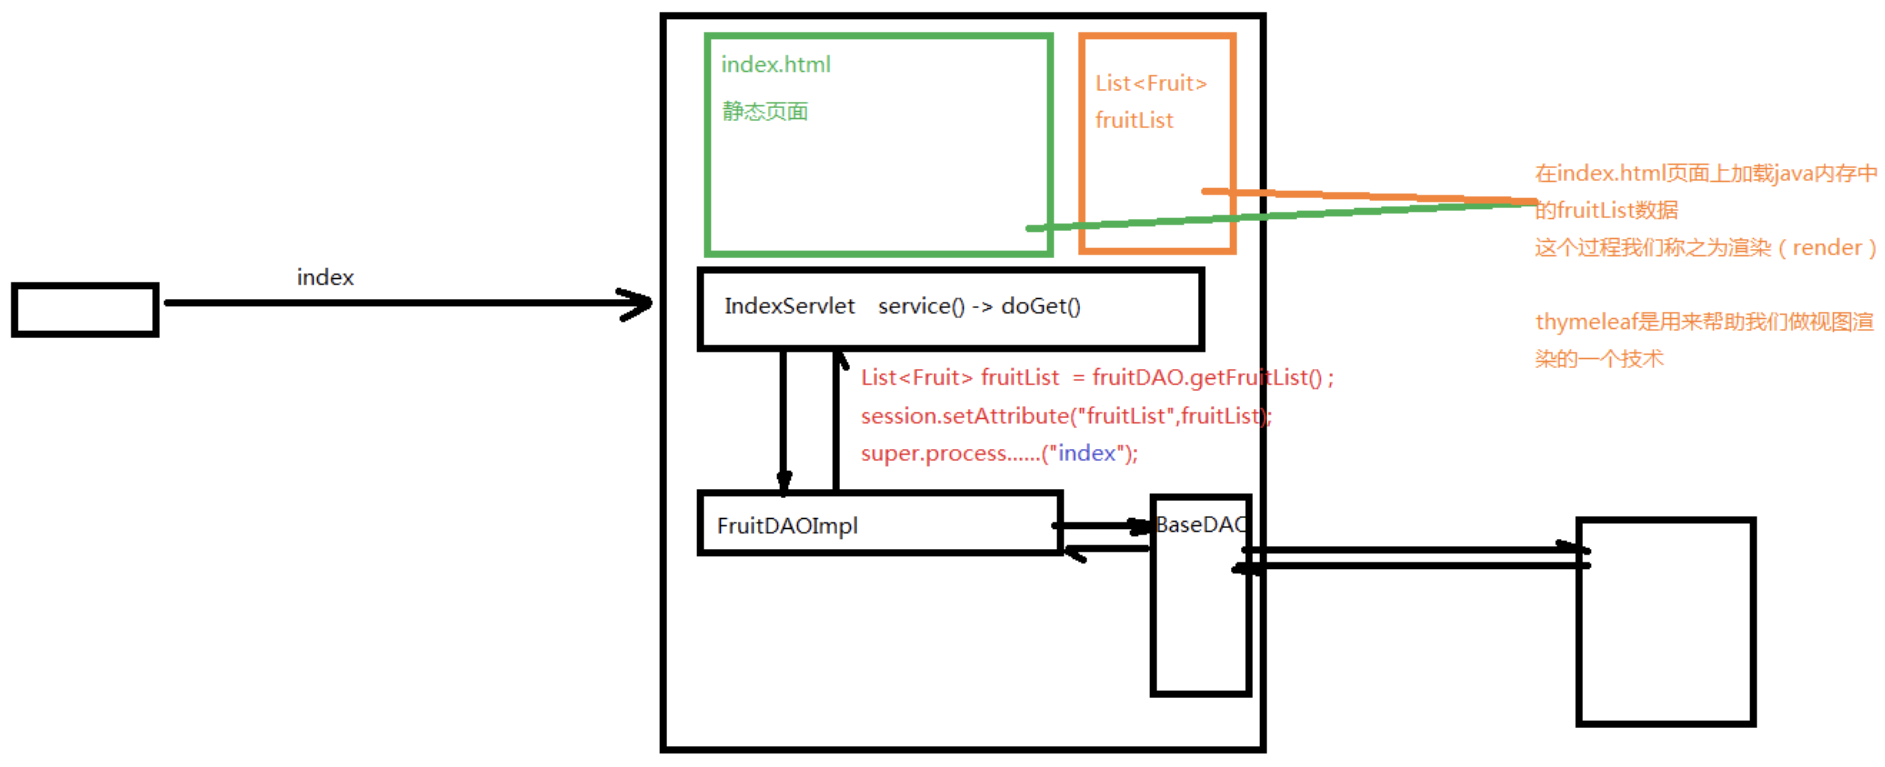 index.html
静态页面
List<Fruit>
fruitList
在index.html页面上加载java内存中
的fruitList数据
这个过程我们称之为渲染（render）
thymeleaf是用来帮助我们做视图渲
染的一个技术
index
IndexServlet service() -> doGet()
List<Fruit> fruitList = fruitDAO.getFruitList() ;
session.setAttribute("fruitList",fruitList);
super.process......("index");
FruitDAOImpl
BaseDAO